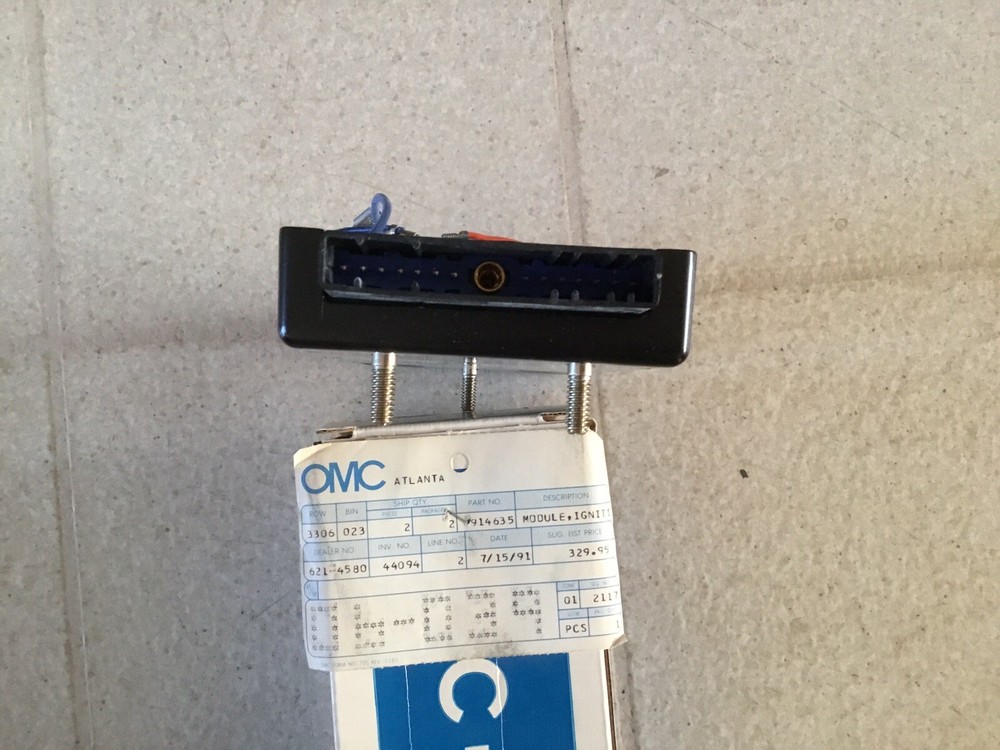 OMC ATLANTA
ROW BIN SHIP QTY. PART NO. DESCRIPTION
PIECES PACKAGES
3306 023 2 2 914635 MODULE,IGNITI
DEALER NO INV. NO. LINE NO. DATE SUG. LIST PRICE
621-4580 44094 2 7/15/91 329.95
01 2117
PCS 1
C